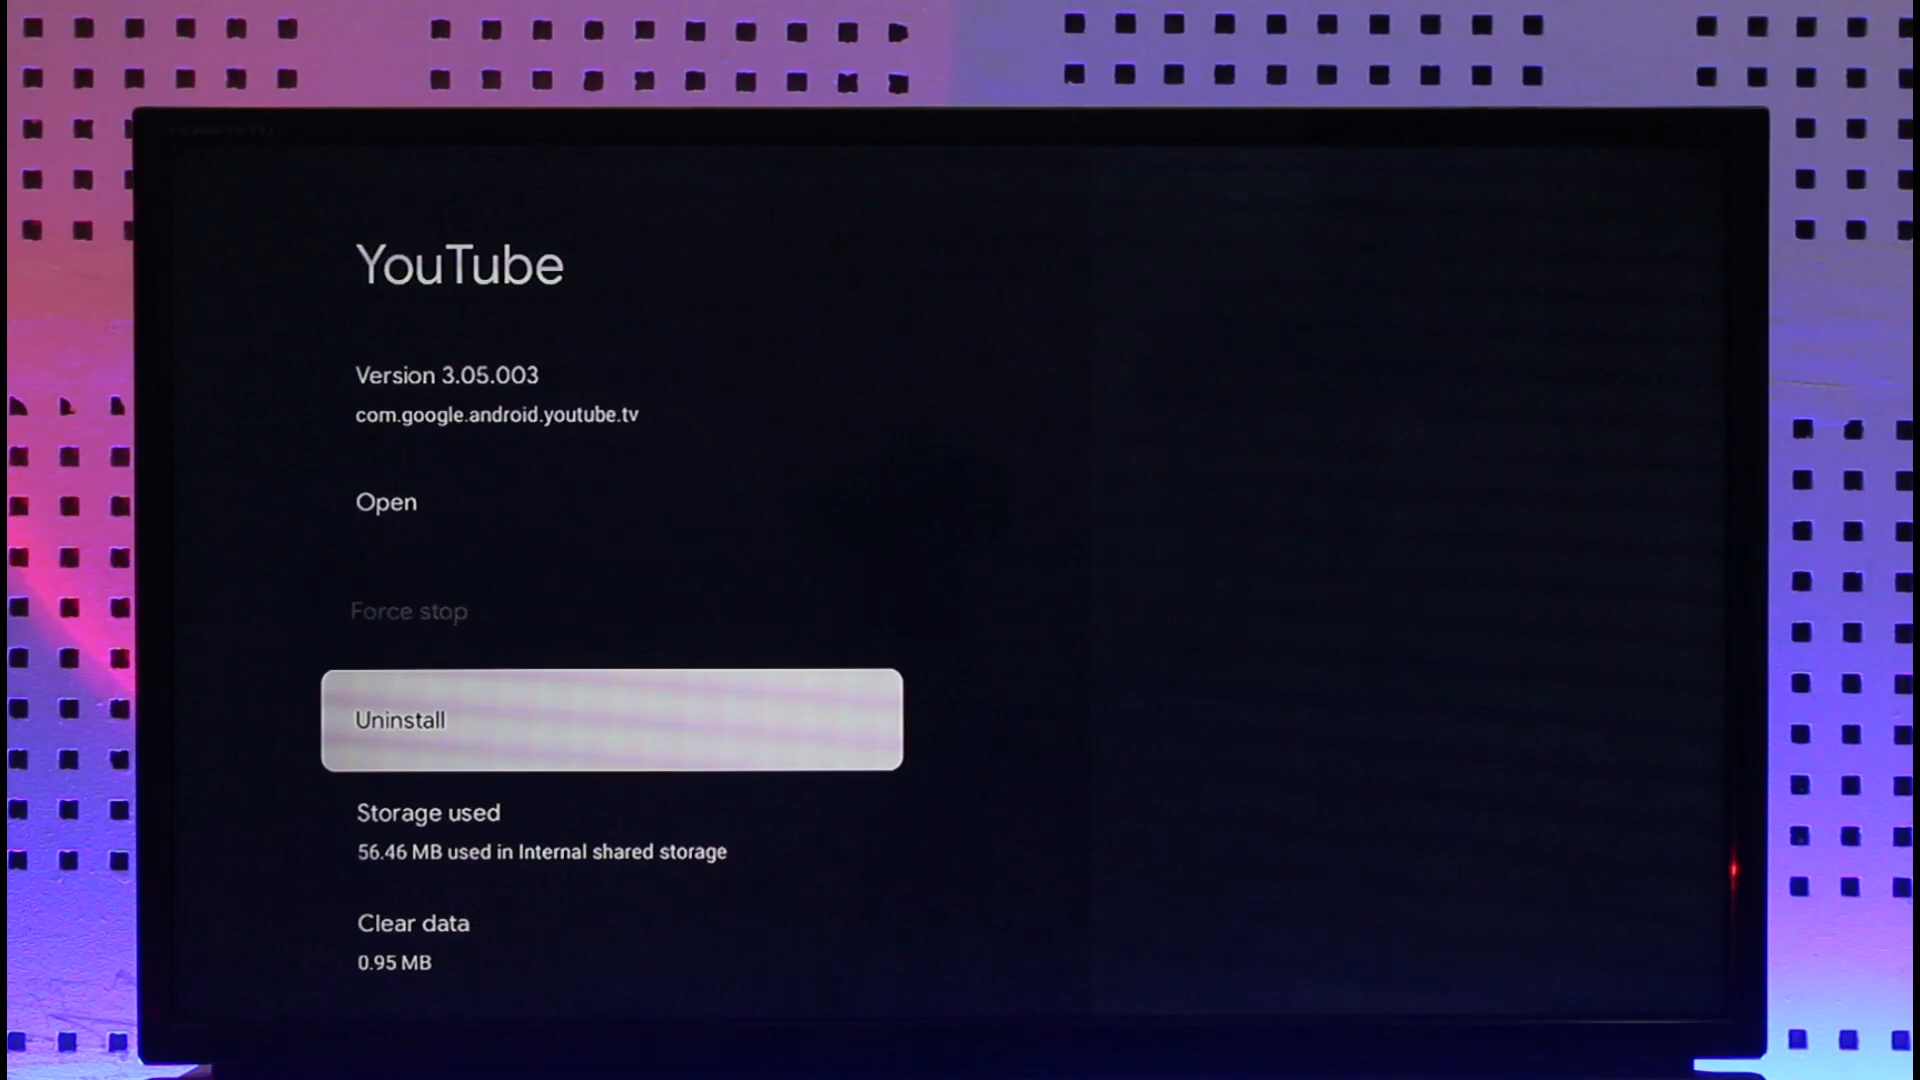 YouTube
Version 3.05.003
com.google.android.youtube.tv
Open
Force stop
Uninstall
Storage used
56.46 MB used in Internal shared storage
Clear data
0.95 MB